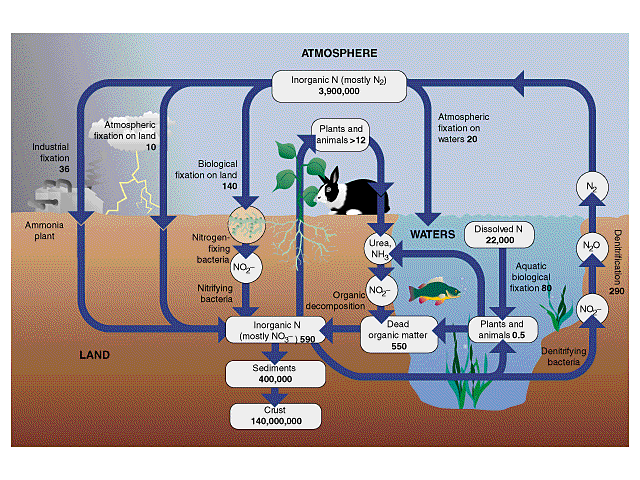 ATMOSPHERE
Inorganic N (mostly N₂)
3,900,000
Industrial
fixation
36
Atmospheric
fixation on land
10
Biological
fixation on land
140
Plants and
animals >12
Atmospheric
fixation on
waters 20
N₂
Ammonia
plant
Nitrogen-
fixing
bacteria
NO₂⁻
Nitrifying
bacteria
Urea,
NH₃
NO₂⁻
Organic
decomposition
WATERS
Dissolved N
22,000
Aquatic
biological
fixation 80
N₂O
Denitrification
290
NO₃⁻
Denitrifying
bacteria
Inorganic N
(mostly NO₃⁻) 590
Dead
organic matter
550
Plants and
animals 0.5
LAND
Sediments
400,000
Crust
140,000,000